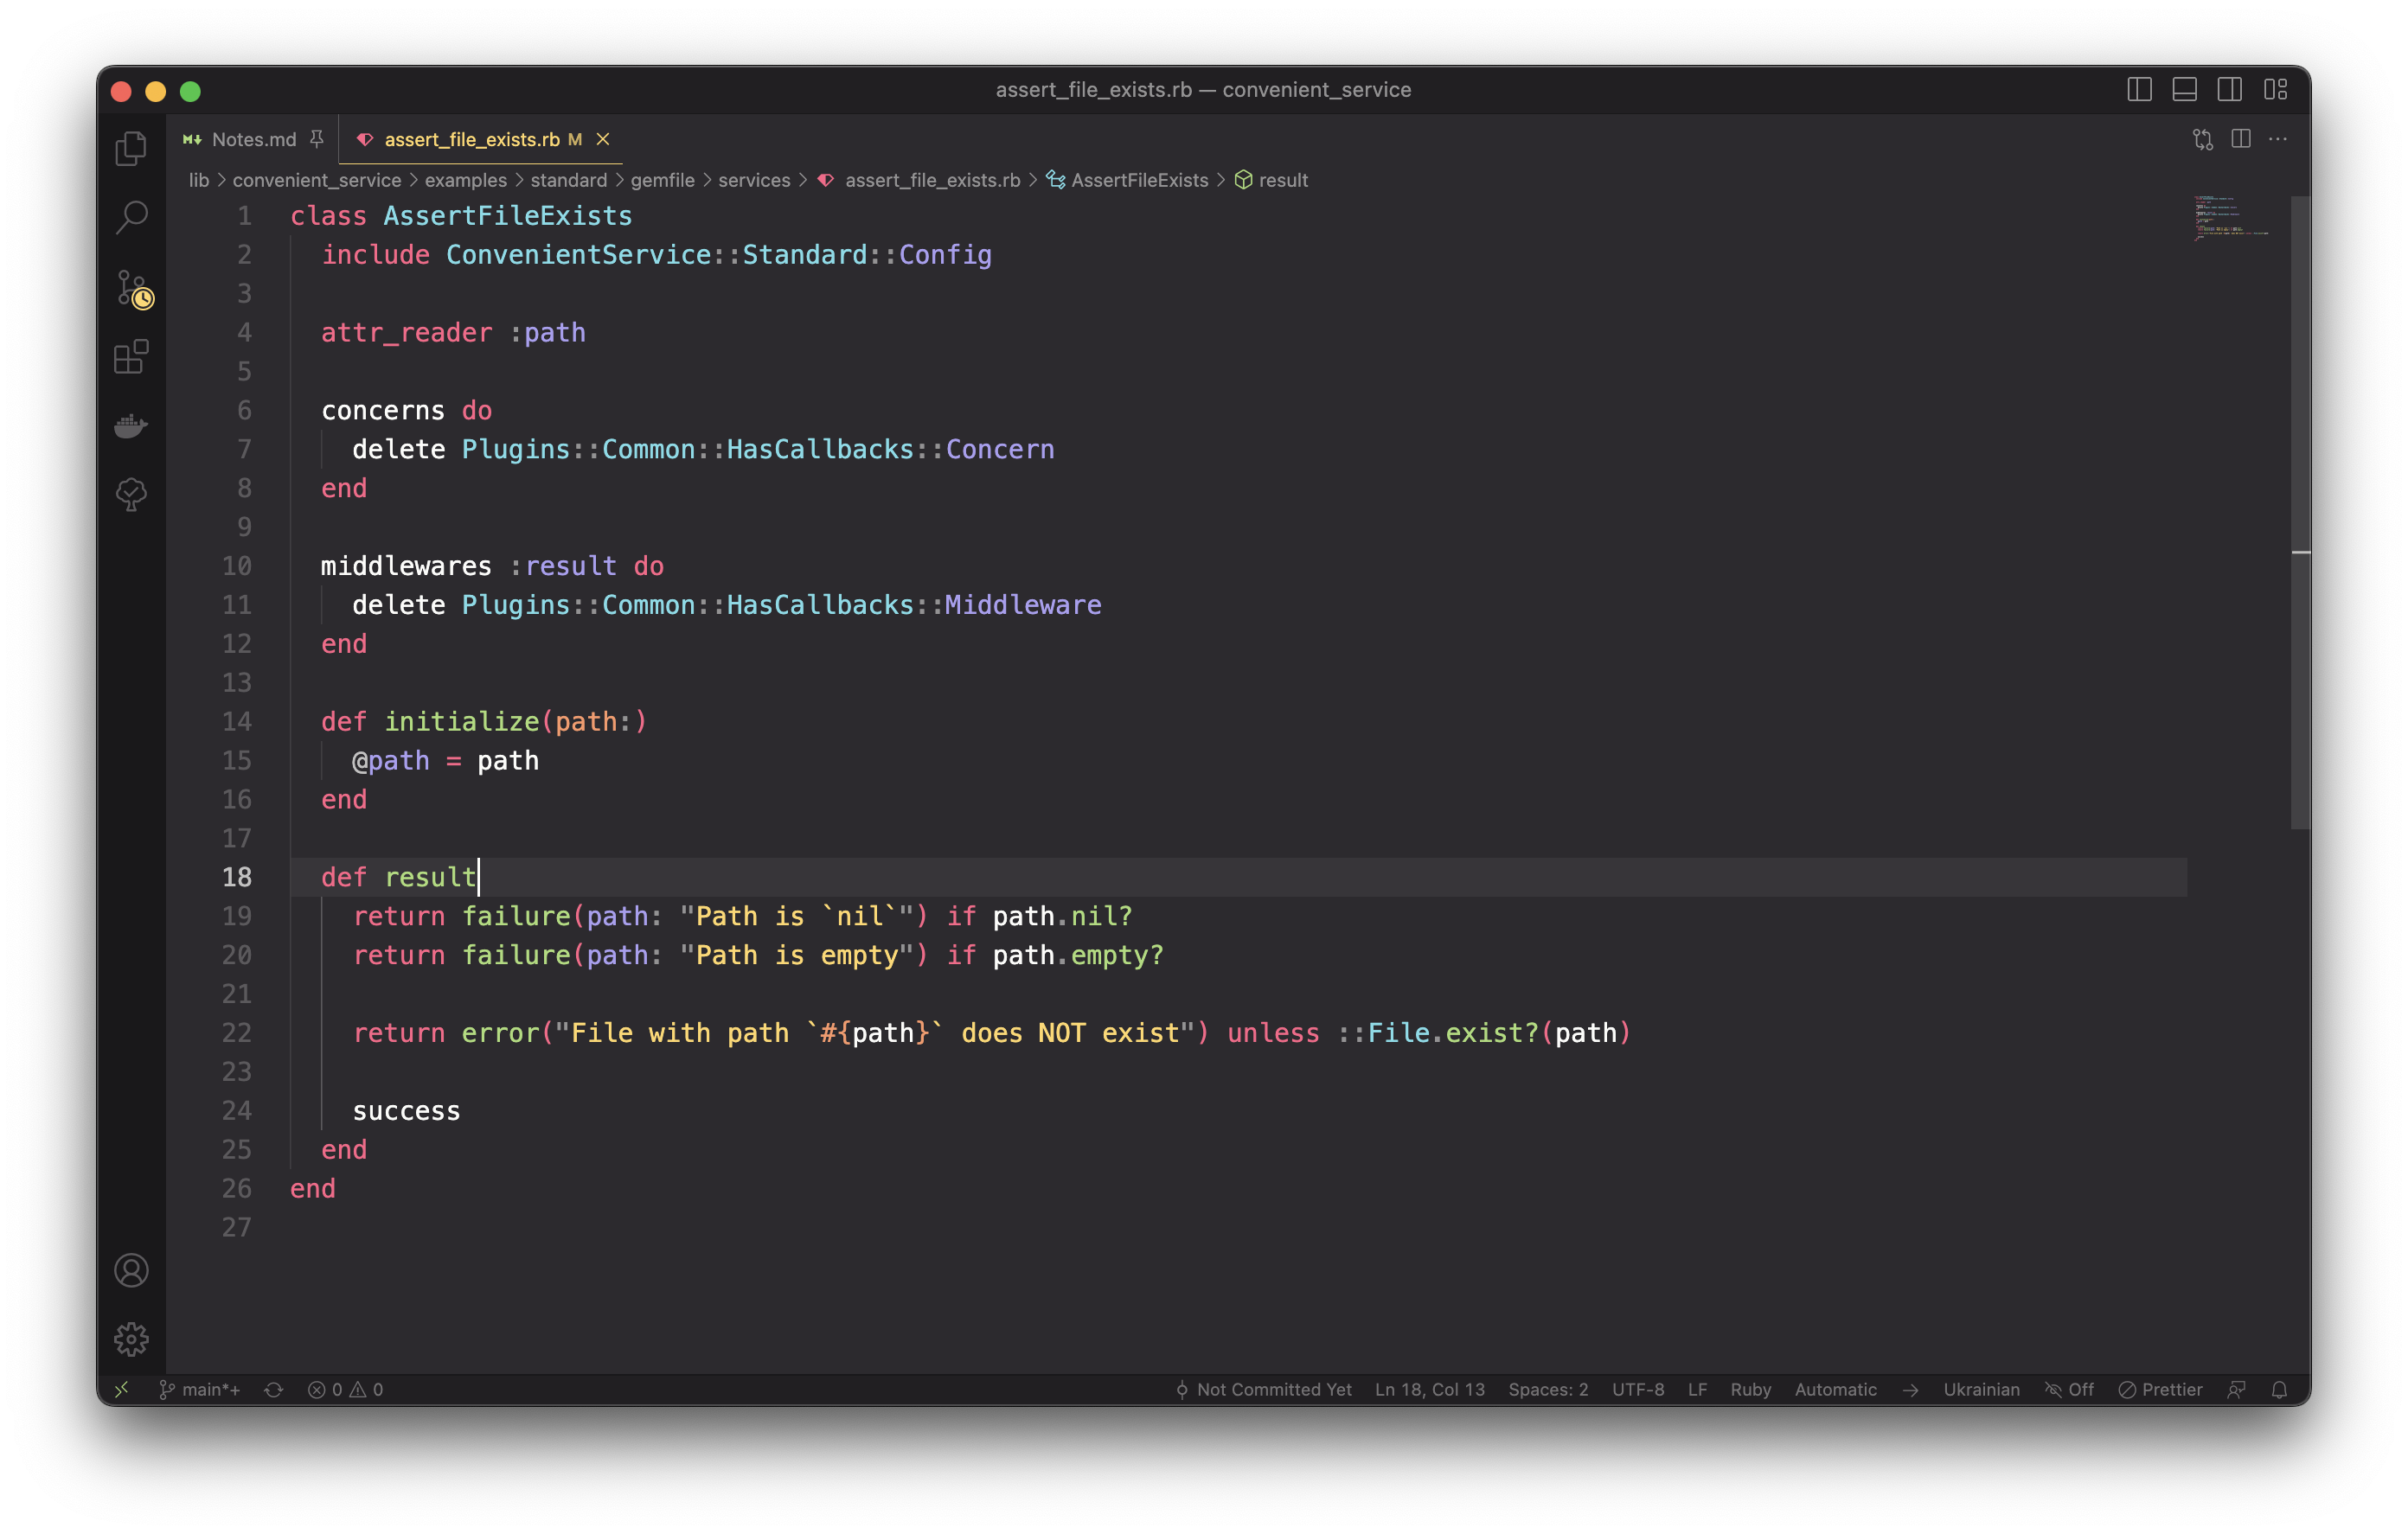 assert_file_exists.rb — convenient_service
Notes.md
assert_file_exists.rb M
lib > convenient_service > examples > standard > gemfile > services > assert_file_exists.rb > AssertFileExists > result
1 class AssertFileExists
2   include ConvenientService::Standard::Config
3
4   attr_reader :path
5
6   concerns do
7     delete Plugins::Common::HasCallbacks::Concern
8   end
9
10   middlewares :result do
11     delete Plugins::Common::HasCallbacks::Middleware
12   end
13
14   def initialize(path:)
15     @path = path
16   end
17
18   def result
19     return failure(path: "Path is `nil`") if path.nil?
20     return failure(path: "Path is empty") if path.empty?
21
22     return error("File with path `#{path}` does NOT exist") unless ::File.exist?(path)
23
24     success
25   end
26 end
27
main*+ 0 0 Not Committed Yet Ln 18, Col 13 Spaces: 2 UTF-8 LF Ruby Automatic → Ukrainian Off Prettier